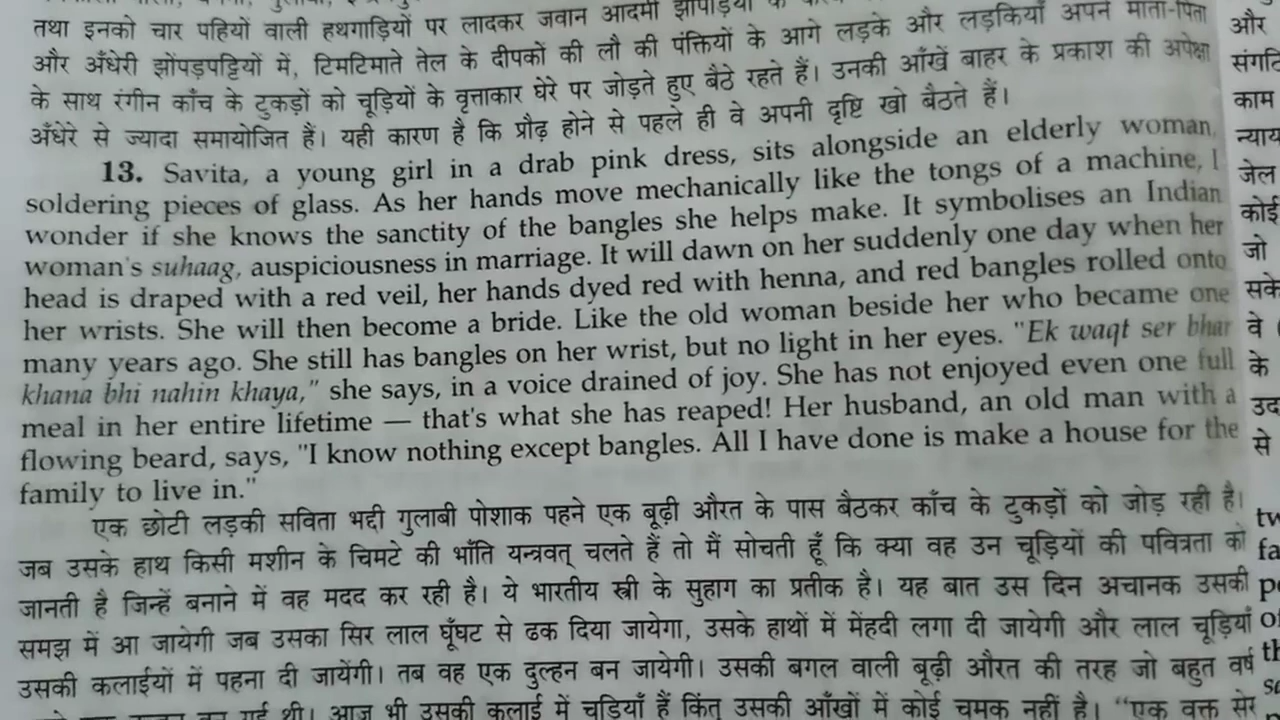 तथा इनको चार पहियों वाली हथगाड़ियों पर लादकर जवान आदमी झोंपड़ियों के
और अँधेरी झोंपड़पट्टियों में, टिमटिमाते तेल के दीपकों की लौ की पंक्तियों के आगे लड़के और लड़कियाँ अपने माता-पिता
के साथ रंगीन काँच के टुकड़ों को चूड़ियों के वृत्ताकार घेरे पर जोड़ते हुए बैठे रहते हैं। उनकी आँखें बाहर के प्रकाश की अपेक्षा
अँधेरे से ज्यादा समायोजित हैं। यही कारण है कि प्रौढ़ होने से पहले ही वे अपनी दृष्टि खो बैठते हैं।
13. Savita, a young girl in a drab pink dress, sits alongside an elderly woman,
soldering pieces of glass. As her hands move mechanically like the tongs of a machine, I
wonder if she knows the sanctity of the bangles she helps make. It symbolises an Indian
woman's suhaag, auspiciousness in marriage. It will dawn on her suddenly one day when her
head is draped with a red veil, her hands dyed red with henna, and red bangles rolled onto
her wrists. She will then become a bride. Like the old woman beside her who became one
many years ago. She still has bangles on her wrist, but no light in her eyes. "Ek waqt ser bhar
khana bhi nahin khaya," she says, in a voice drained of joy. She has not enjoyed even one full
meal in her entire lifetime — that's what she has reaped! Her husband, an old man with a
flowing beard, says, "I know nothing except bangles. All I have done is make a house for the
family to live in."
एक छोटी लड़की सविता भद्दी गुलाबी पोशाक पहने एक बूढ़ी औरत के पास बैठकर काँच के टुकड़ों को जोड़ रही है।
जब उसके हाथ किसी मशीन के चिमटे की भाँति यन्त्रवत् चलते हैं तो मैं सोचती हूँ कि क्या वह उन चूड़ियों की पवित्रता को
जानती है जिन्हें बनाने में वह मदद कर रही है। ये भारतीय स्त्री के सुहाग का प्रतीक है। यह बात उस दिन अचानक उसकी
समझ में आ जायेगी जब उसका सिर लाल घूँघट से ढक दिया जायेगा, उसके हाथों में मेंहदी लगा दी जायेगी और लाल चूड़ियाँ
उसकी कलाईयों में पहना दी जायेंगी। तब वह एक दुल्हन बन जायेगी। उसकी बगल वाली बूढ़ी औरत की तरह जो बहुत वर्ष
गई थी। आज भी उसकी कलाई में चूड़ियाँ हैं किंतु उसकी आँखों में कोई चमक नहीं है। "एक वक्त सेर
और
काम
न्याय
जेल
कोई
जो
सके
वे
के
उद
से